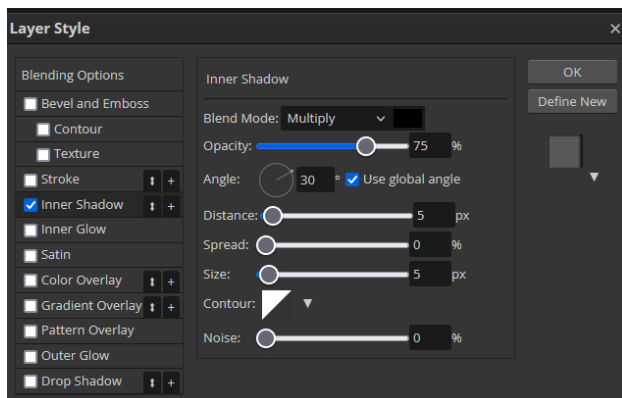 Layer Style
Blending Options
Bevel and Emboss
Contour
Texture
Stroke
Inner Shadow
Inner Glow
Satin
Color Overlay
Gradient Overlay
Pattern Overlay
Outer Glow
Drop Shadow
Inner Shadow
Blend Mode: Multiply
Opacity: 75 %
Angle: 30 ° Use global angle
Distance: 5 px
Spread: 0 %
Size: 5 px
Contour:
Noise: 0 %
OK
Define New